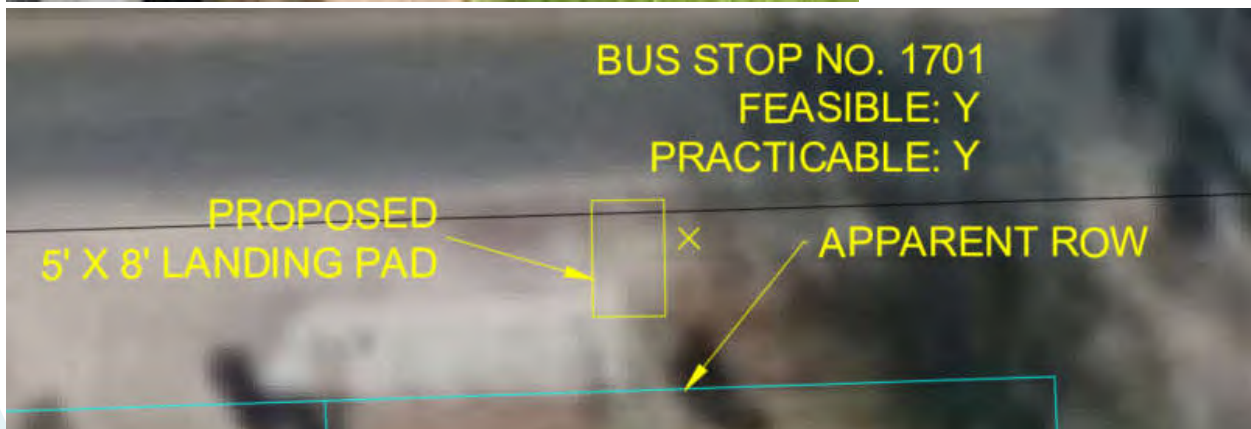 BUS STOP NO. 1701
FEASIBLE: Y
PRACTICABLE: Y
PROPOSED
5' X 8' LANDING PAD
APPARENT ROW